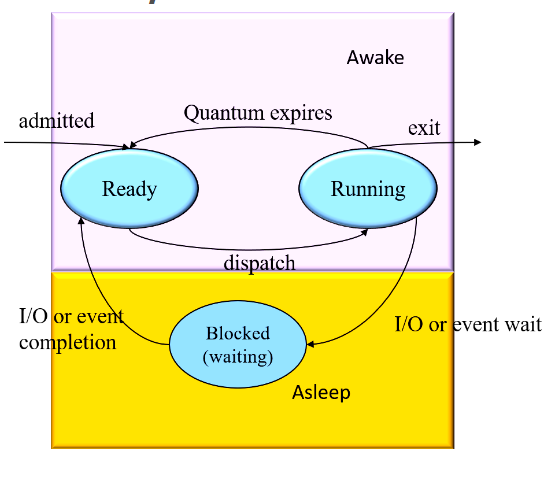 Awake
admitted
Quantum expires
exit
Ready
Running
dispatch
I/O or event
completion
Blocked
(waiting)
I/O or event wait
Asleep